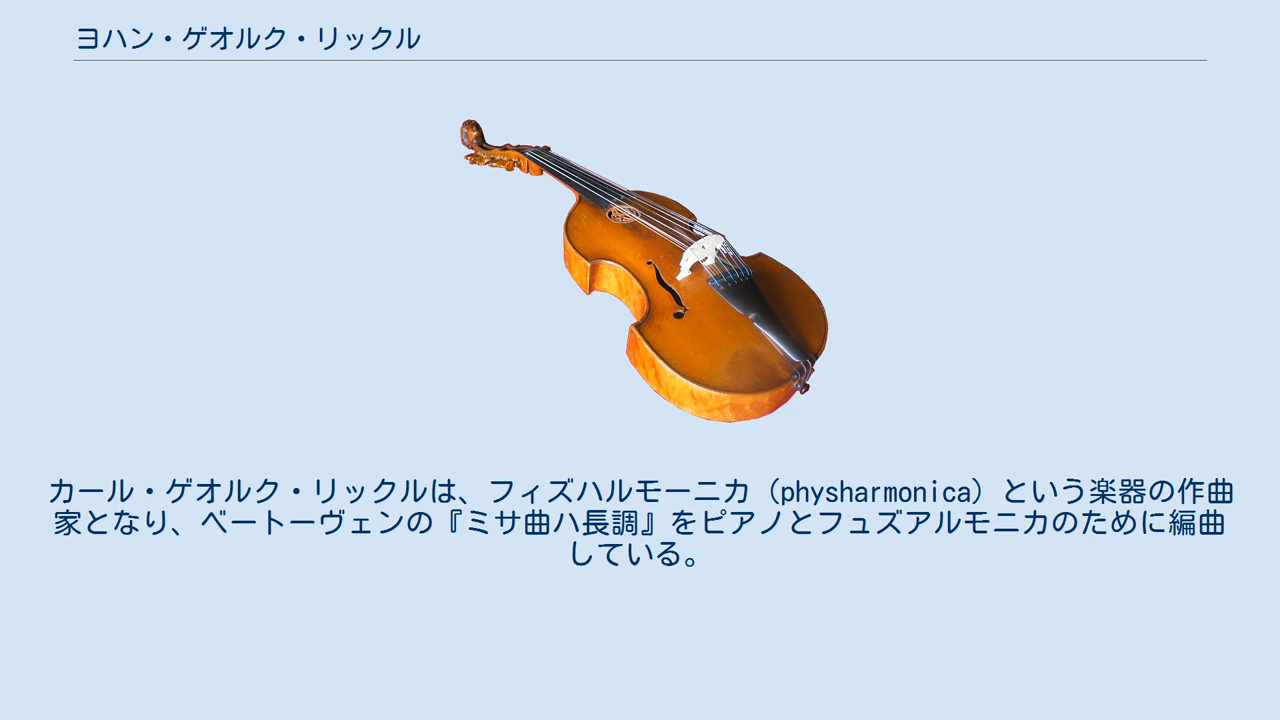 ヨハン・ゲオルク・リックル
カール・ゲオルク・リックルは、フィズハルモーニカ（physharmonica）という楽器の作曲
家となり、ベートーヴェンの『ミサ曲ハ長調』をピアノとフュズアルモニカのために編曲
している。